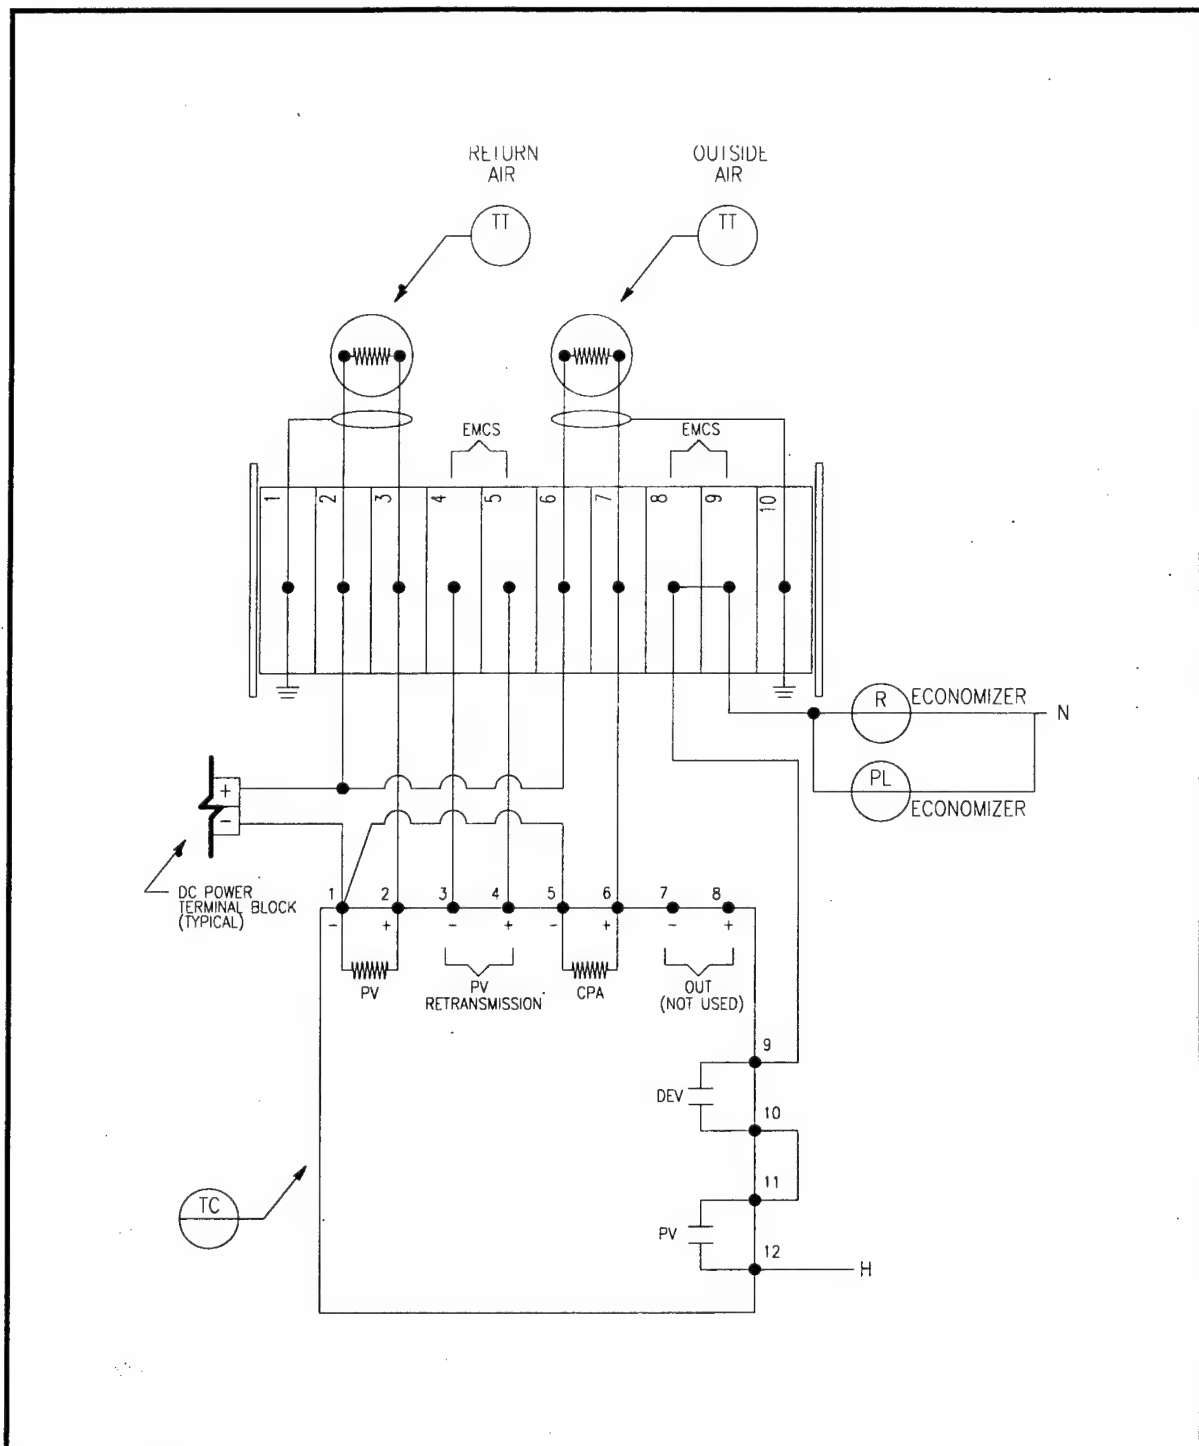 RETURN
AIR
OUTSIDE
AIR
TT
TT
EMCS
EMCS
1
2
3
4
5
6
7
8
9
10
R
ECONOMIZER
N
PL
ECONOMIZER
+
-
DC POWER
TERMINAL BLOCK
(TYPICAL)
1
2
3
4
5
6
7
8
-
+
-
+
-
+
-
+
PV
PV
RETRANSMISSION
CPA
OUT
(NOT USED)
9
DEV
10
11
PV
12
H
TC